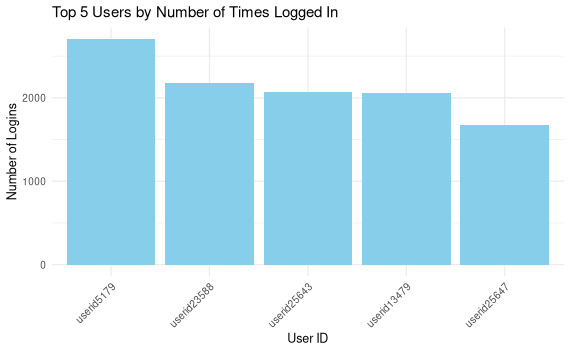 Top 5 Users by Number of Times Logged In
Number of Logins
2000
1000
0
userid5179
userid23588
userid25643
userid13479
userid25647
User ID